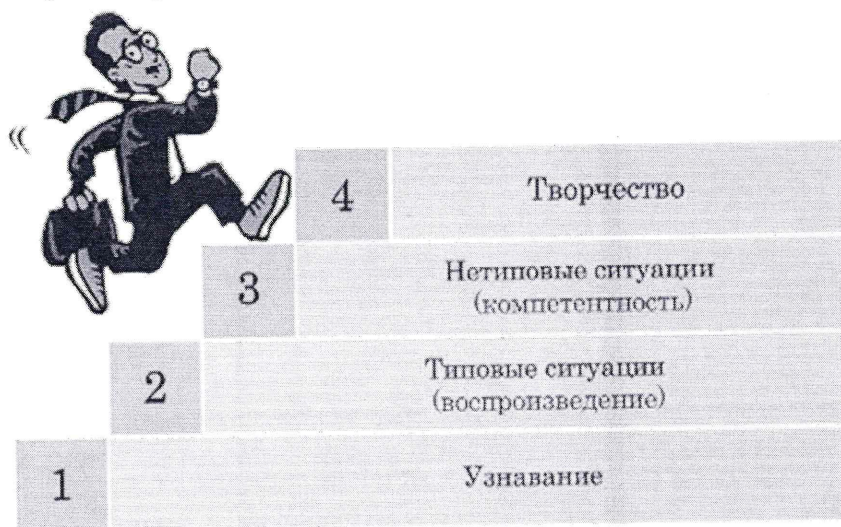 «
4 Творчество
3 Нетиповые ситуации
(компетентность)
2 Типовые ситуации
(воспроизведение)
1 Узнавание